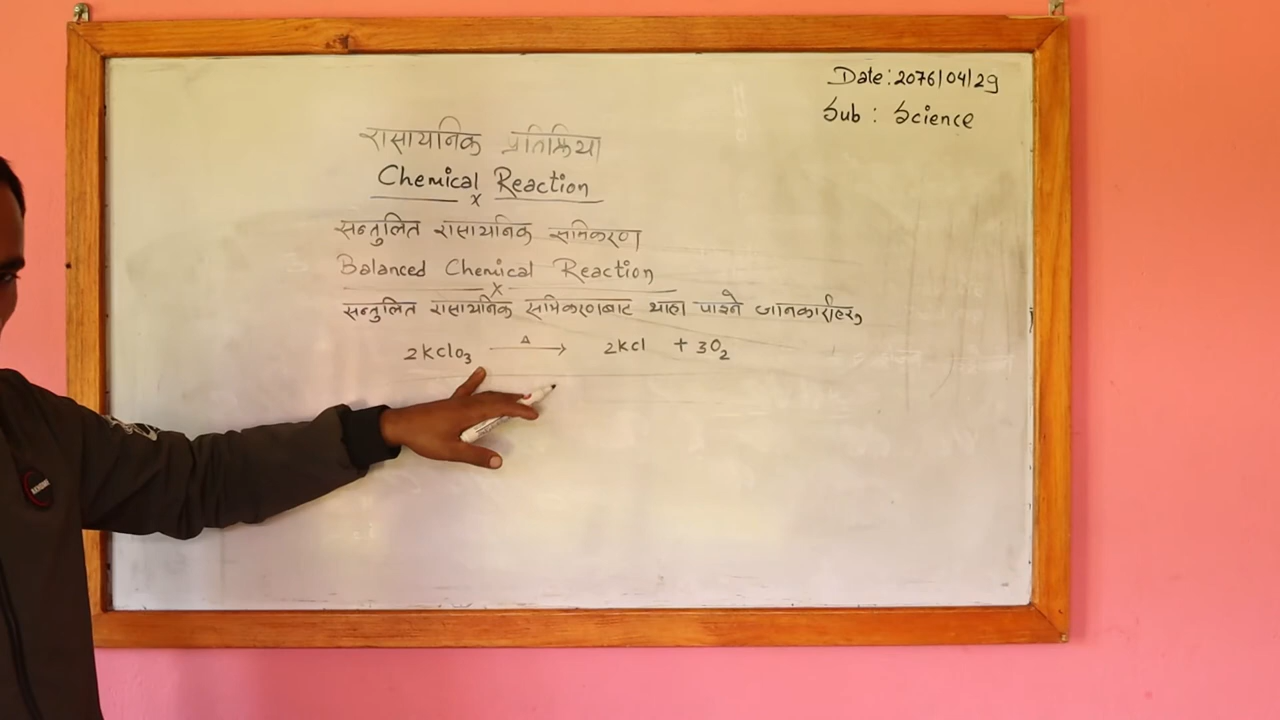 Date: 2076/04/29
Sub : Science
रासायनिक प्रतिक्रिया
Chemical Reaction
x
सन्तुलित रासायनिक समिकरण
Balanced Chemical Reaction
x
सन्तुलित रासायनिक समिकरणबाट थाहा पाइने जानकारीहरु
2KClO₃ —Δ→ 2KCl + 3O₂